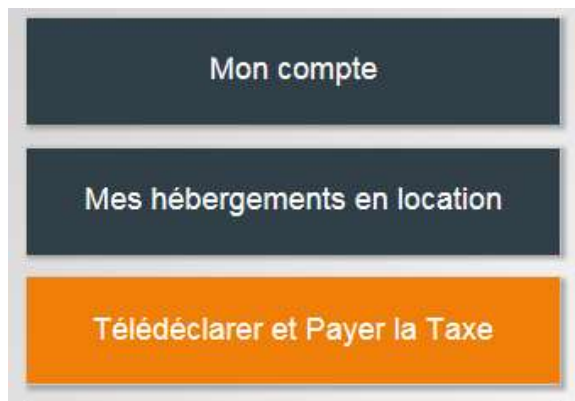 Mon compte
Mes hébergements en location
Télédéclarer et Payer la Taxe